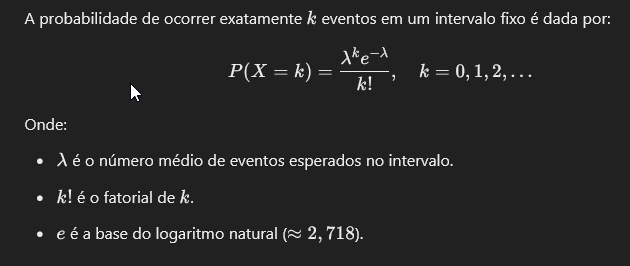 A probabilidade de ocorrer exatamente k eventos em um intervalo fixo é dada por:
P(X = k) = \frac{λ^k e^{-λ}}{k!}, k = 0, 1, 2, …
Onde:
• λ é o número médio de eventos esperados no intervalo.
• k! é o fatorial de k.
• e é a base do logaritmo natural (≈ 2, 718).